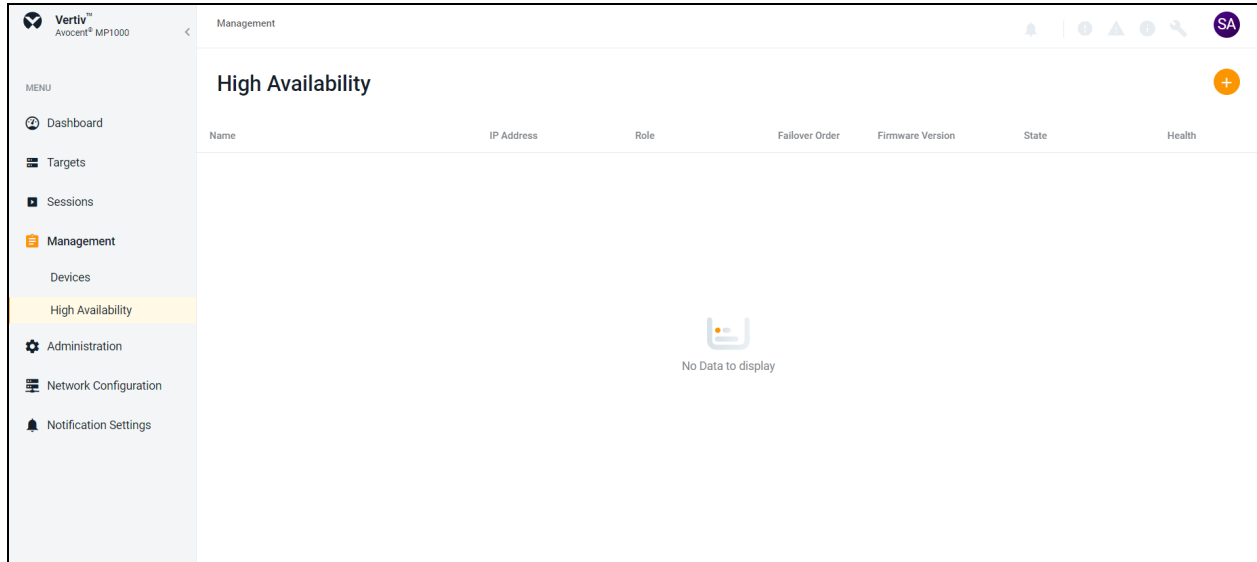 Vertiv™
Avocent® MP1000
Management
SA
MENU
High Availability
Dashboard
Name IP Address Role Failover Order Firmware Version State Health
Targets
Sessions
Management
Devices
High Availability
Administration
No Data to display
Network Configuration
Notification Settings